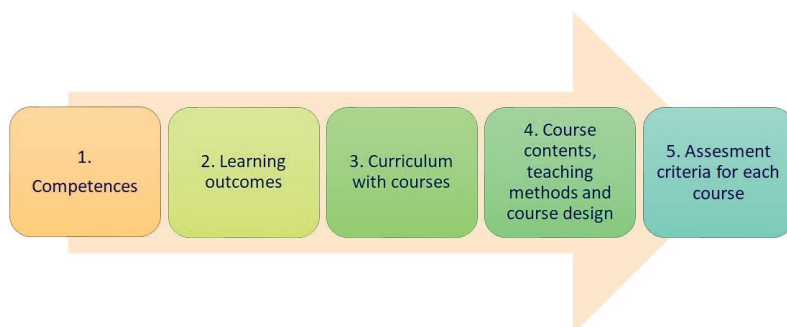 1.
Competences
2. Learning
outcomes
3. Curriculum
with courses
4. Course
contents,
teaching
methods and
course design
5. Assesment
criteria for each
course